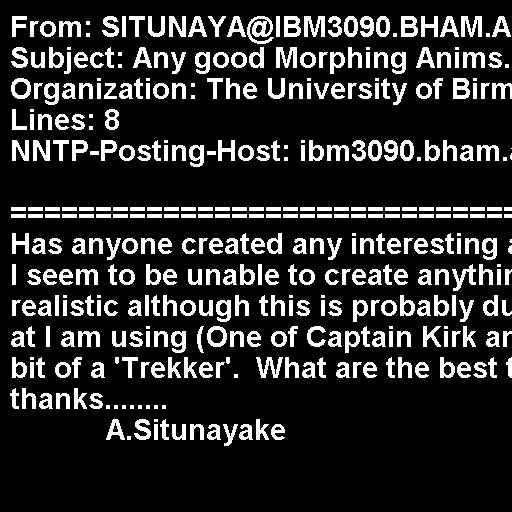 From: SITUNAYA@IBM3090.BHAM.A
Subject: Any good Morphing Anims.
Organization: The University of Birm
Lines: 8
NNTP-Posting-Host: ibm3090.bham.a
==============================
Has anyone created any interesting a
I seem to be unable to create anythin
realistic although this is probably du
at I am using (One of Captain Kirk an
bit of a 'Trekker'.  What are the best t
thanks........
A.Situnayake